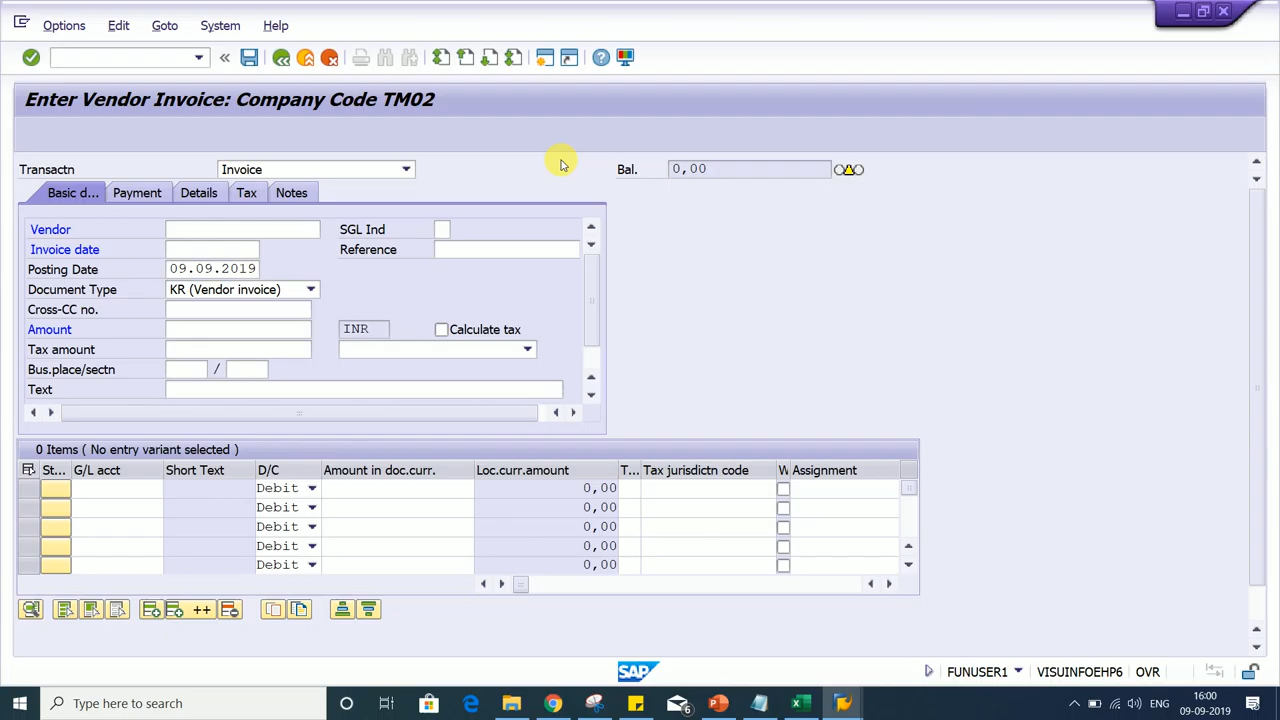 Options Edit Goto System Help
Enter Vendor Invoice: Company Code TM02
Transactn Invoice Bal. 0,00
Basic d... Payment Details Tax Notes
Vendor SGL Ind
Invoice date Reference
Posting Date 09.09.2019
Document Type KR (Vendor invoice)
Cross-CC no.
Amount INR Calculate tax
Tax amount
Bus.place/sectn /
Text
0 Items ( No entry variant selected )
St... G/L acct Short Text D/C Amount in doc.curr. Loc.curr.amount T... Tax jurisdictn code W Assignment
Debit 0,00
Debit 0,00
Debit 0,00
Debit 0,00
Debit 0,00
SAP FUNUSER1 VISUINFOEHP6 OVR
Type here to search 6 ENG 16:00
09-09-2019